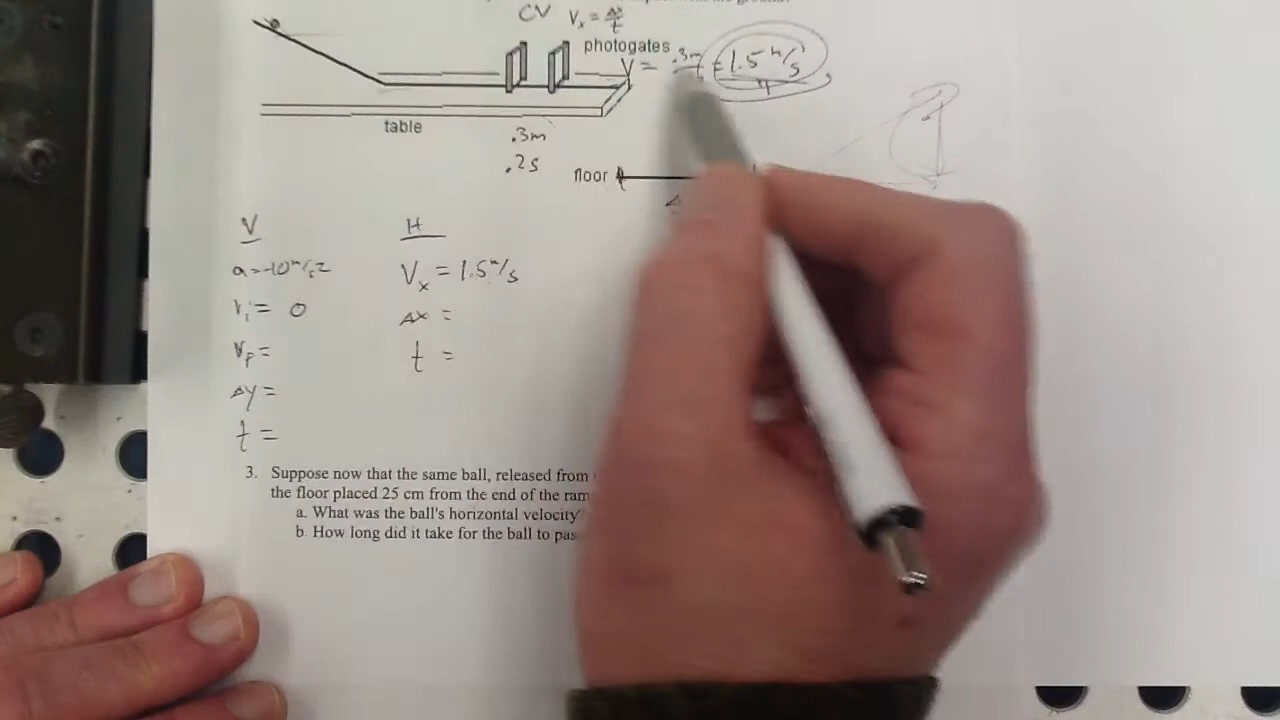 CV Vₓ = Δx/t
photogates
V = .3m = 1.5 m/s
table
.3m
.2s
floor
V H
a = -10 m/s² Vₓ = 1.5 m/s
Vᵢ = 0 Δx =
t =
Δy =
t =
3. Suppose now that the same ball, released from
the floor placed 25 cm from the end of the ram
a. What was the ball's horizontal velocity
b. How long did it take for the ball to pas